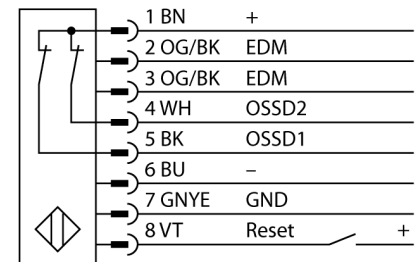 1 BN +
2 OG/BK EDM
3 OG/BK EDM
4 WH OSSD2
5 BK OSSD1
6 BU –
7 GNYE GND
8 VT Reset +